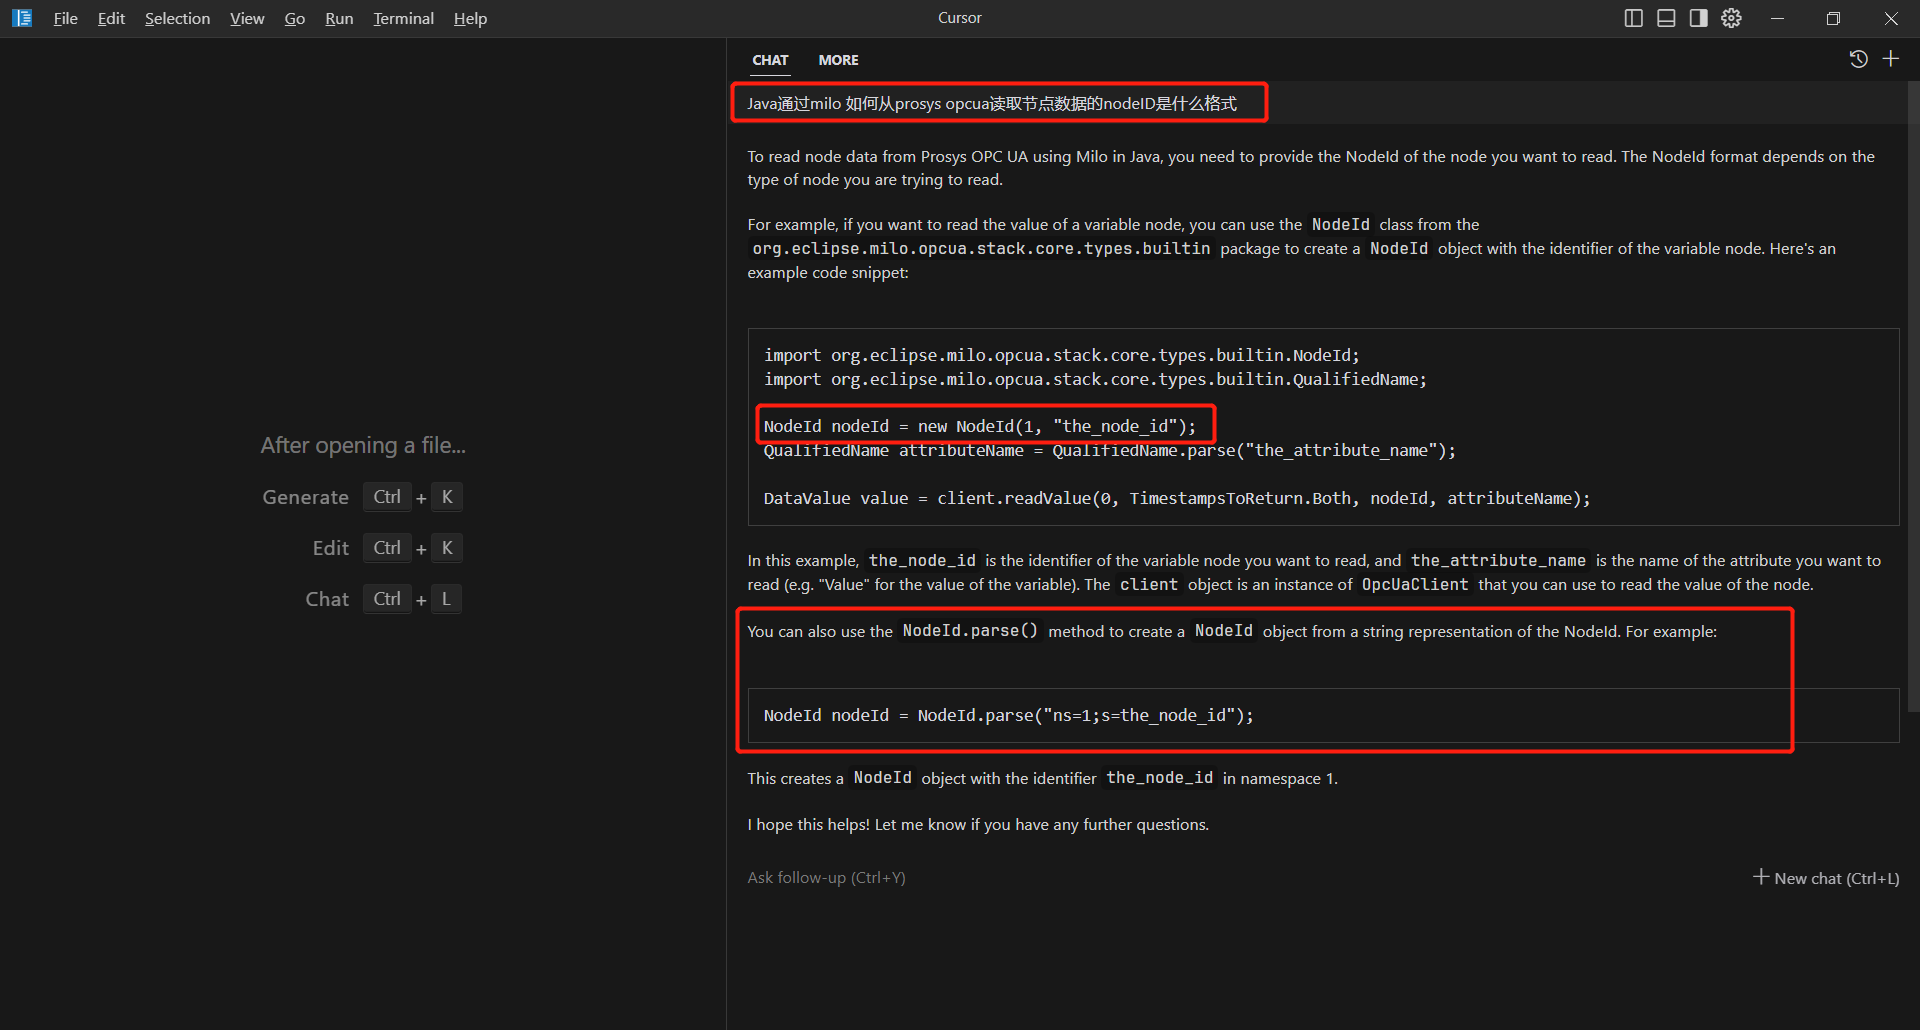 File Edit Selection View Go Run Terminal Help
Cursor
After opening a file...
Generate Ctrl + K
Edit Ctrl + K
Chat Ctrl + L
CHAT MORE
Java通过milo 如何从prosys opcua读取节点数据的nodeID是什么格式
To read node data from Prosys OPC UA using Milo in Java, you need to provide the NodeId of the node you want to read. The NodeId format depends on the
type of node you are trying to read.
For example, if you want to read the value of a variable node, you can use the NodeId class from the
org.eclipse.milo.opcua.stack.core.types.builtin package to create a NodeId object with the identifier of the variable node. Here's an
example code snippet:
import org.eclipse.milo.opcua.stack.core.types.builtin.NodeId;
import org.eclipse.milo.opcua.stack.core.types.builtin.QualifiedName;
NodeId nodeId = new NodeId(1, "the_node_id");
QualifiedName attributeName = QualifiedName.parse("the_attribute_name");
DataValue value = client.readValue(0, TimestampsToReturn.Both, nodeId, attributeName);
In this example, the_node_id is the identifier of the variable node you want to read, and the_attribute_name is the name of the attribute you want to
read (e.g. "Value" for the value of the variable). The client object is an instance of OpcUaClient that you can use to read the value of the node.
You can also use the NodeId.parse() method to create a NodeId object from a string representation of the NodeId. For example:
NodeId nodeId = NodeId.parse("ns=1;s=the_node_id");
This creates a NodeId object with the identifier the_node_id in namespace 1.
I hope this helps! Let me know if you have any further questions.
Ask follow-up (Ctrl+Y)
New chat (Ctrl+L)